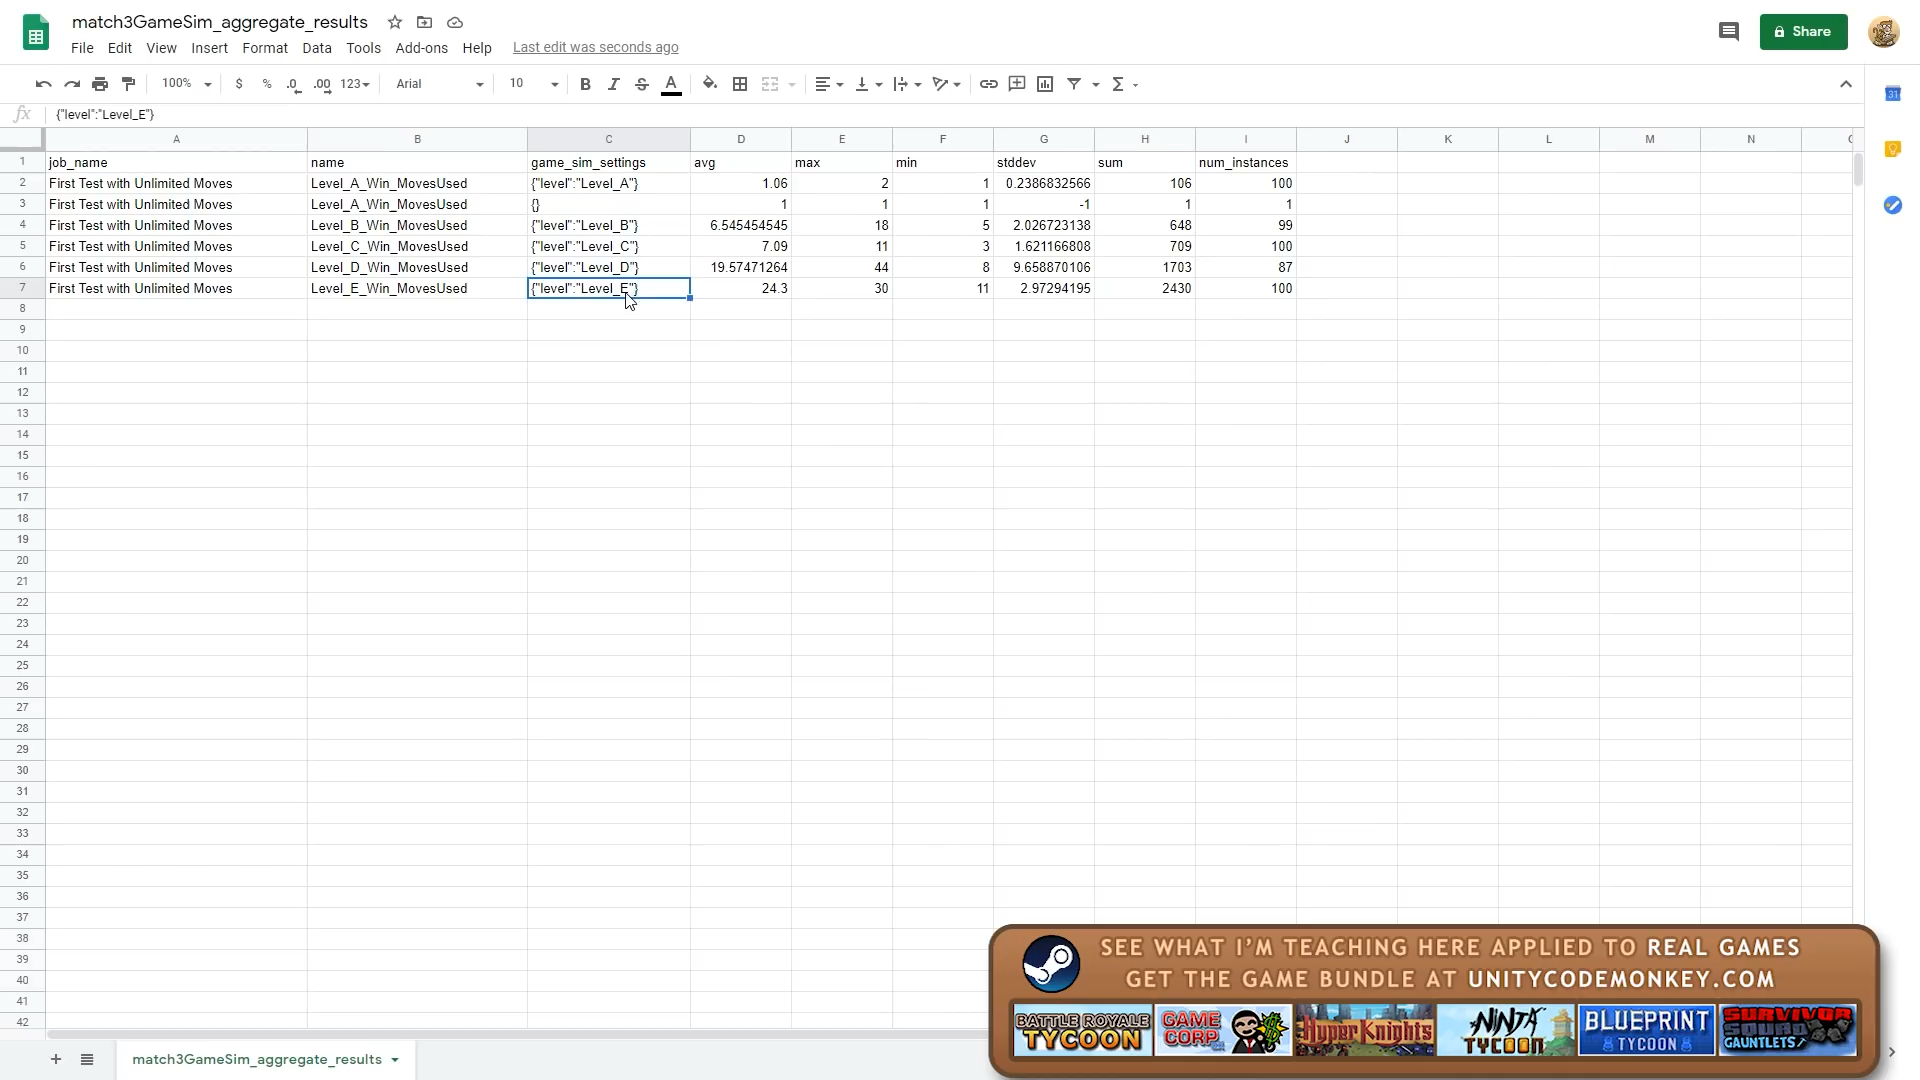 match3GameSim_aggregate_results
File Edit View Insert Format Data Tools Add-ons Help Last edit was seconds ago
Share
100% $ % .0 .00 123 Arial 10 B I S A Σ
31
fx {"level":"Level_E"}
A B C D E F G H I J K L M N
1 job_name name game_sim_settings avg max min stddev sum num_instances
2 First Test with Unlimited Moves Level_A_Win_MovesUsed {"level":"Level_A"} 1.06 2 1 0.2386832566 106 100
3 First Test with Unlimited Moves Level_A_Win_MovesUsed {} 1 1 1 -1 1 1
4 First Test with Unlimited Moves Level_B_Win_MovesUsed {"level":"Level_B"} 6.545454545 18 5 2.026723138 648 99
5 First Test with Unlimited Moves Level_C_Win_MovesUsed {"level":"Level_C"} 7.09 11 3 1.621166808 709 100
6 First Test with Unlimited Moves Level_D_Win_MovesUsed {"level":"Level_D"} 19.57471264 44 8 9.658870106 1703 87
7 First Test with Unlimited Moves Level_E_Win_MovesUsed {"level":"Level_E"} 24.3 30 11 2.97294195 2430 100
8
9
10
11
12
13
14
15
16
17
18
19
20
21
22
23
24
25
26
27
28
29
30
31
32
33
34
35
36
37
38
39
40
41
42
SEE WHAT I'M TEACHING HERE APPLIED TO REAL GAMES
GET THE GAME BUNDLE AT UNITYCODEMONKEY.COM
BATTLE ROYALE TYCOON
GAME CORP
HYPER KNIGHTS
NINJA TYCOON
BLUEPRINT TYCOON
SURVIVOR SQUAD GAUNTLETS
match3GameSim_aggregate_results